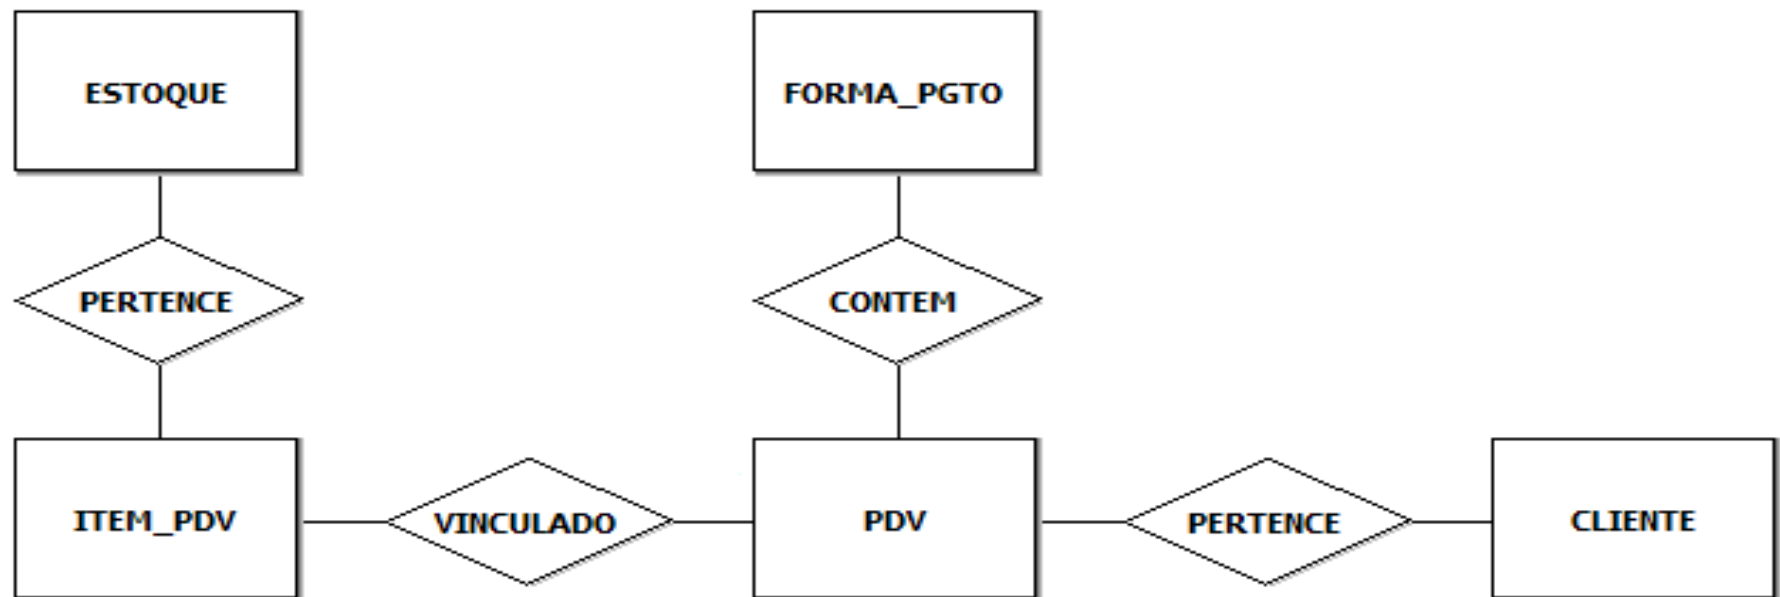 ESTOQUE
FORMA_PGTO
PERTENCE
CONTEM
ITEM_PDV
VINCULADO
PDV
PERTENCE
CLIENTE